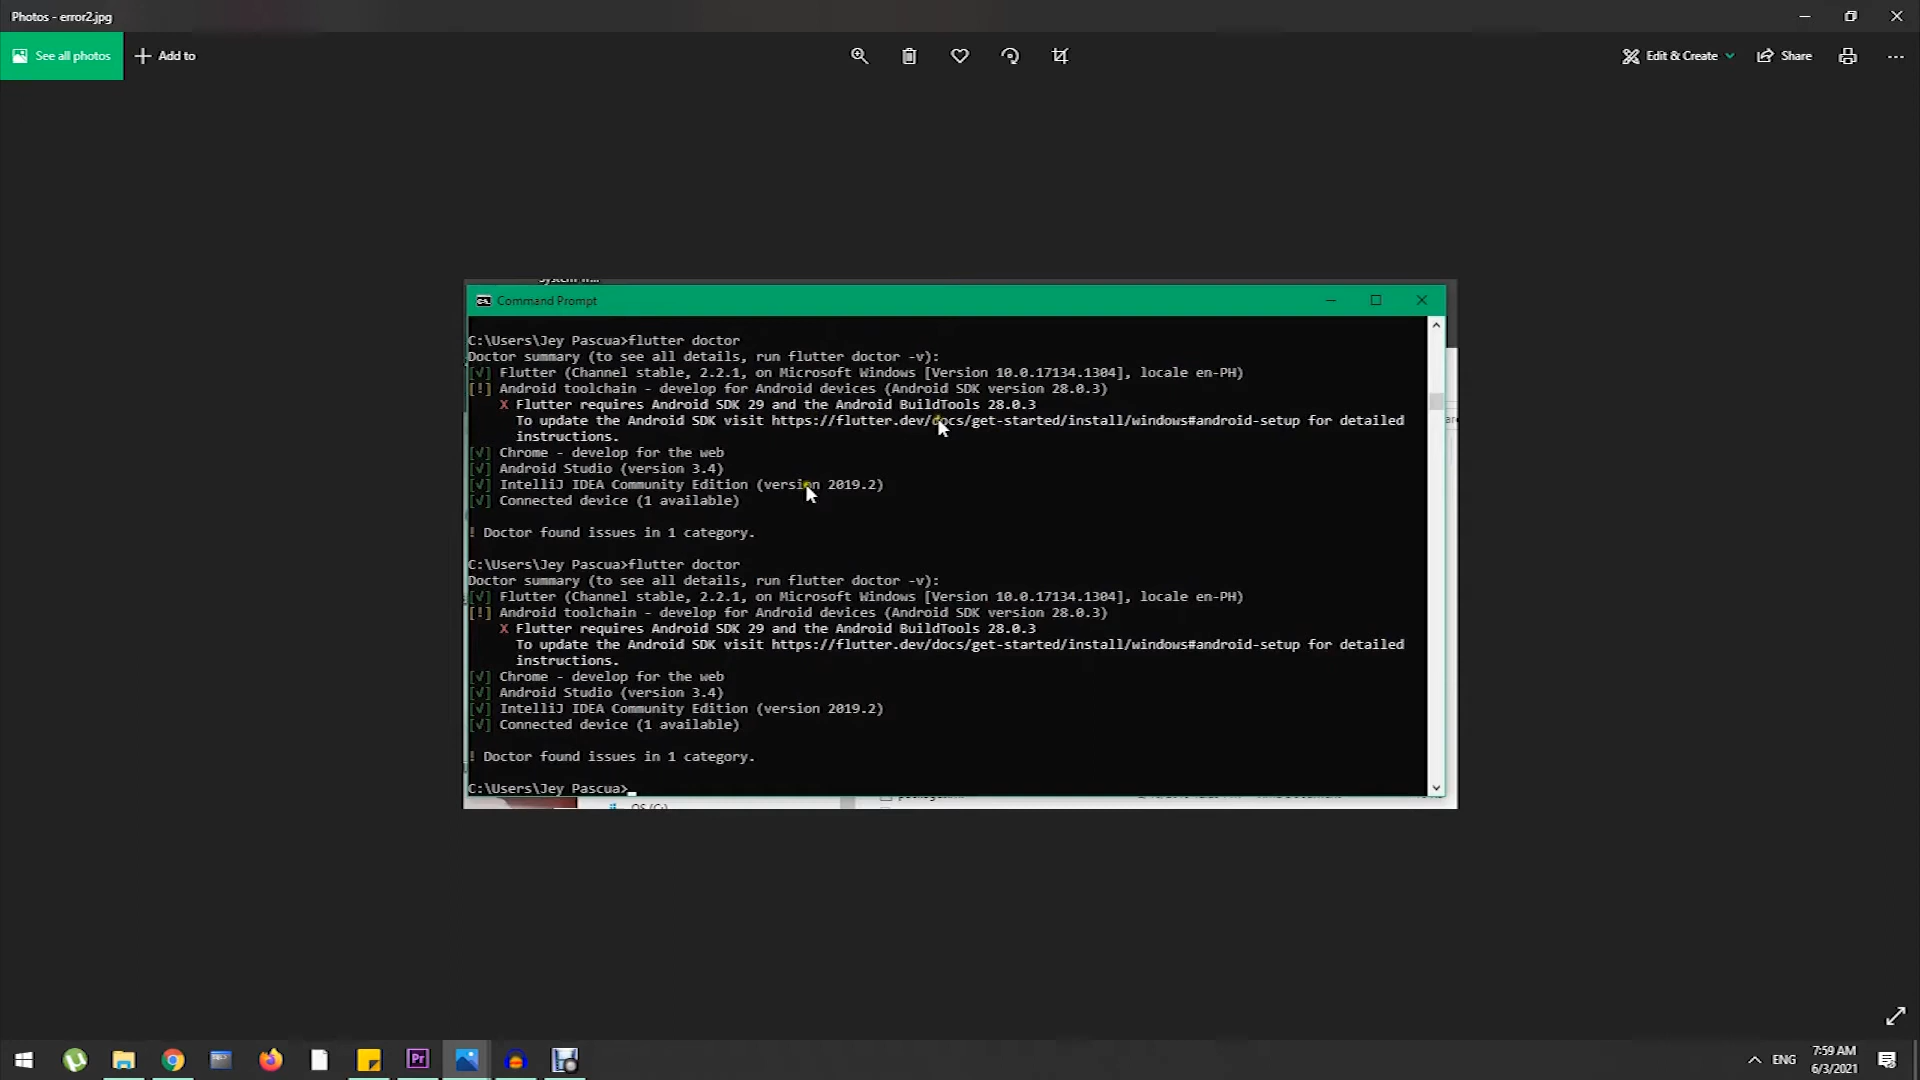 Photos - error2.jpg
See all photos
Add to
Edit & Create
Share
Command Prompt
C:\Users\Jey Pascua>flutter doctor
Doctor summary (to see all details, run flutter doctor -v):
[√] Flutter (Channel stable, 2.2.1, on Microsoft Windows [Version 10.0.17134.1304], locale en-PH)
[!] Android toolchain - develop for Android devices (Android SDK version 28.0.3)
X Flutter requires Android SDK 29 and the Android BuildTools 28.0.3
To update the Android SDK visit https://flutter.dev/docs/get-started/install/windows#android-setup for detailed
instructions.
[√] Chrome - develop for the web
[√] Android Studio (version 3.4)
[√] IntelliJ IDEA Community Edition (version 2019.2)
[√] Connected device (1 available)
! Doctor found issues in 1 category.
C:\Users\Jey Pascua>flutter doctor
Doctor summary (to see all details, run flutter doctor -v):
[√] Flutter (Channel stable, 2.2.1, on Microsoft Windows [Version 10.0.17134.1304], locale en-PH)
[!] Android toolchain - develop for Android devices (Android SDK version 28.0.3)
X Flutter requires Android SDK 29 and the Android BuildTools 28.0.3
To update the Android SDK visit https://flutter.dev/docs/get-started/install/windows#android-setup for detailed
instructions.
[√] Chrome - develop for the web
[√] Android Studio (version 3.4)
[√] IntelliJ IDEA Community Edition (version 2019.2)
[√] Connected device (1 available)
! Doctor found issues in 1 category.
C:\Users\Jey Pascua>
OS (C:)
Pr
ENG
7:59 AM
6/3/2021